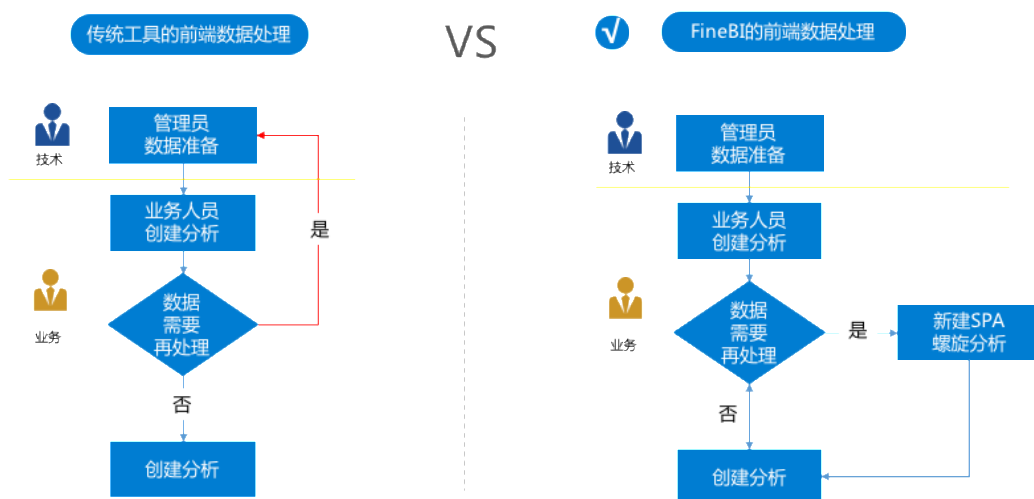 传统工具的前端数据处理
VS
√
FineBI的前端数据处理
技术
管理员
数据准备
业务人员
创建分析
是
业务
数据
需要
再处理
否
创建分析
技术
管理员
数据准备
业务人员
创建分析
业务
数据
需要
再处理
是
新建SPA
螺旋分析
否
创建分析